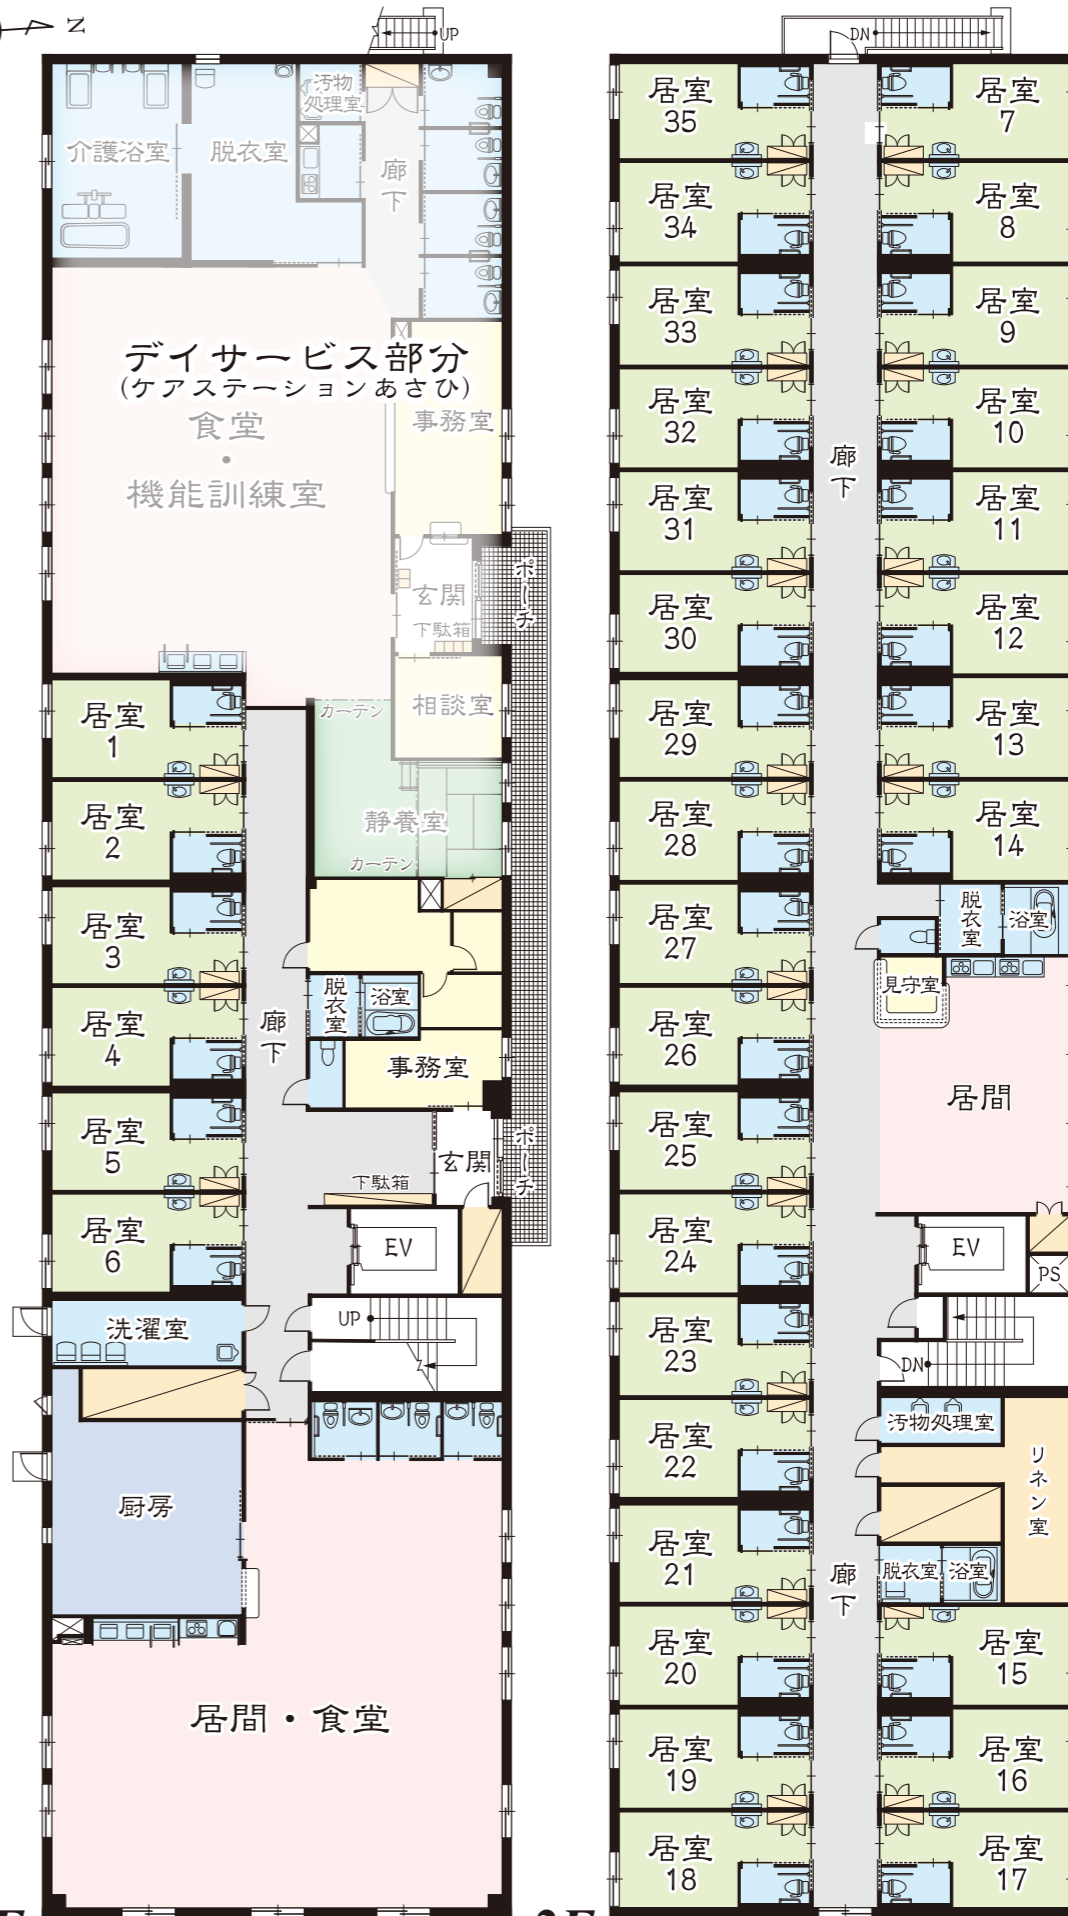 N
UP
介護浴室
脱衣室
汚物
処理室
廊下
デイサービス部分
(ケアステーションあさひ)
食堂
・
機能訓練室
事務室
玄関
下駄箱
ポーチ
相談室
カーテン
静養室
カーテン
居室
1
居室
2
居室
3
居室
4
居室
5
居室
6
廊下
脱衣室
浴室
事務室
玄関
ポーチ
下駄箱
EV
UP
洗濯室
厨房
居間・食堂
DN
居室
35
居室
34
居室
33
居室
32
居室
31
居室
30
居室
29
居室
28
居室
27
居室
26
居室
25
居室
24
居室
23
居室
22
居室
21
居室
20
居室
19
居室
18
廊下
廊下
居室
7
居室
8
居室
9
居室
10
居室
11
居室
12
居室
13
居室
14
脱衣室
浴室
見守室
居間
EV
PS
DN
汚物処理室
リネン室
脱衣室
浴室
居室
15
居室
16
居室
17